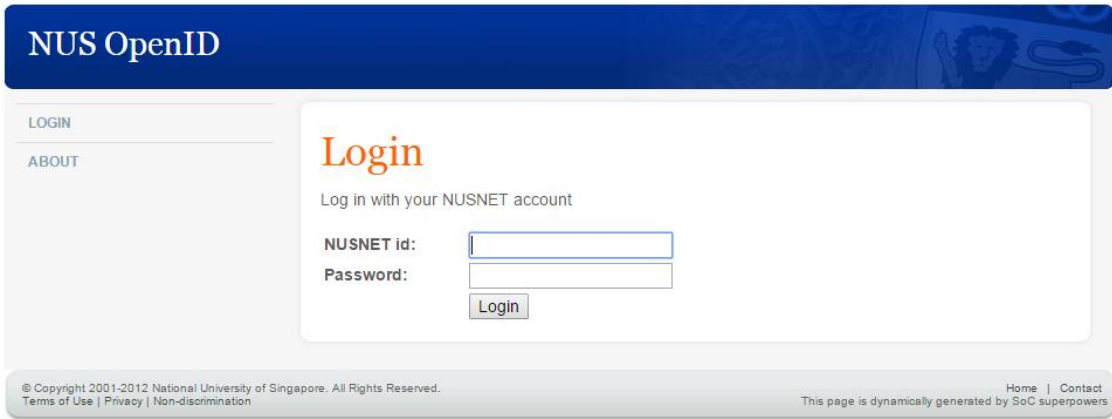 NUS OpenID
LOGIN
ABOUT
Login
Log in with your NUSNET account
NUSNET id:
Password:
Login
© Copyright 2001-2012 National University of Singapore. All Rights Reserved.
Terms of Use | Privacy | Non-discrimination
Home | Contact
This page is dynamically generated by SoC superpowers